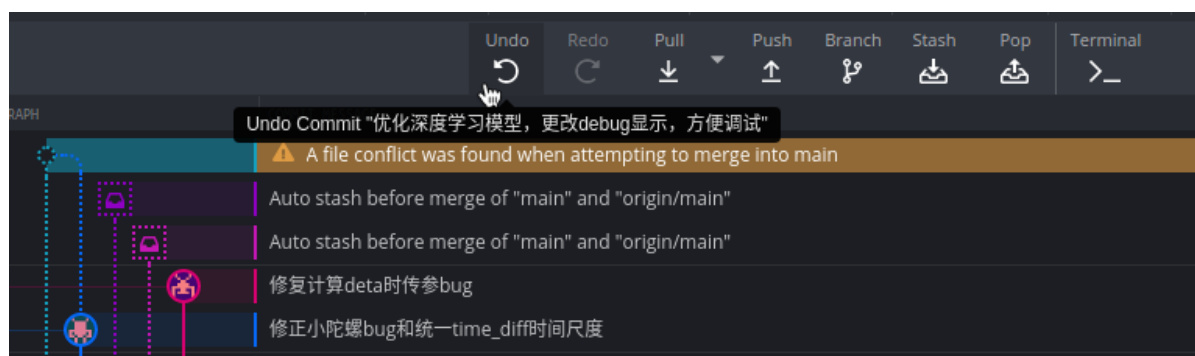 Undo Redo Pull Push Branch Stash Pop Terminal
RAPH
Undo Commit "优化深度学习模型，更改debug显示，方便调试"
A file conflict was found when attempting to merge into main
Auto stash before merge of "main" and "origin/main"
Auto stash before merge of "main" and "origin/main"
修复计算deta时传参bug
修正小陀螺bug和统一time_diff时间尺度